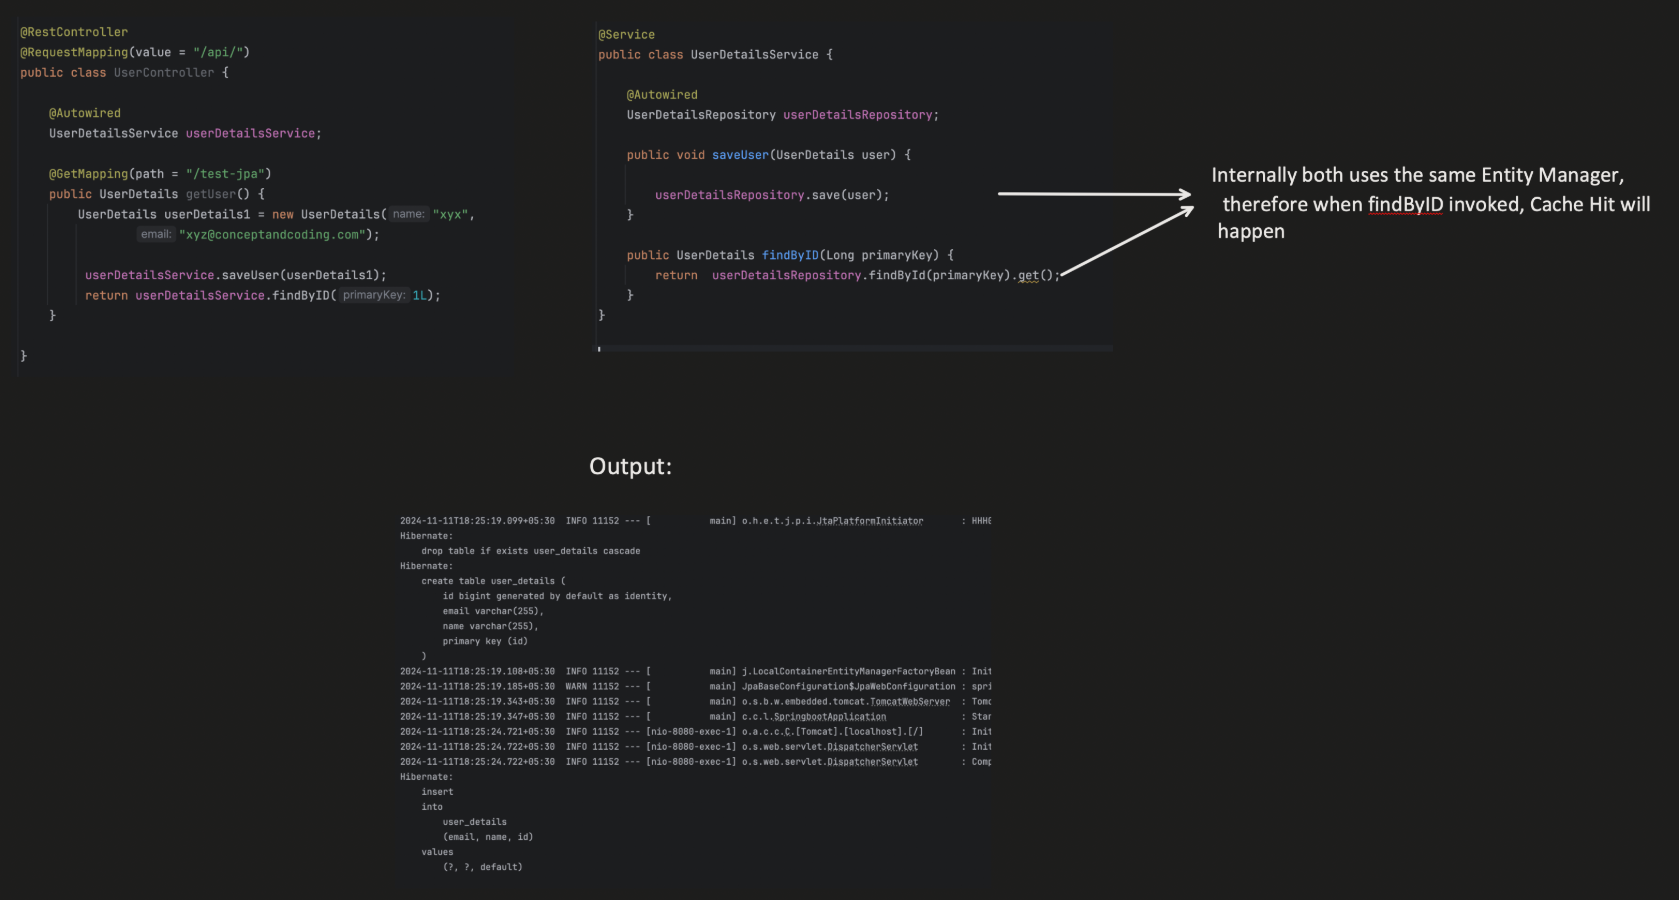 @RestController
@RequestMapping(value = "/api/")
public class UserController {
@Autowired
UserDetailsService userDetailsService;
@GetMapping(path = "/test-jpa")
public UserDetails getUser() {
UserDetails userDetails1 = new UserDetails( name: "xyx",
email: "xyz@conceptandcoding.com");
userDetailsService.saveUser(userDetails1);
return userDetailsService.findByID( primaryKey: 1L);
}
}
@Service
public class UserDetailsService {
@Autowired
UserDetailsRepository userDetailsRepository;
public void saveUser(UserDetails user) {
userDetailsRepository.save(user);
}
public UserDetails findByID(Long primaryKey) {
return userDetailsRepository.findById(primaryKey).get();
}
}
Internally both uses the same Entity Manager,
therefore when findByID invoked, Cache Hit will
happen
Output:
2024-11-11T18:25:19.099+05:30 INFO 11152 --- [ main] o.h.e.t.j.p.i.JtaPlatformInitiator : HHH0
Hibernate:
drop table if exists user_details cascade
Hibernate:
create table user_details (
id bigint generated by default as identity,
email varchar(255),
name varchar(255),
primary key (id)
)
2024-11-11T18:25:19.108+05:30 INFO 11152 --- [ main] j.LocalContainerEntityManagerFactoryBean : Init
2024-11-11T18:25:19.185+05:30 WARN 11152 --- [ main] JpaBaseConfiguration$JpaWebConfiguration : spri
2024-11-11T18:25:19.343+05:30 INFO 11152 --- [ main] o.s.b.w.embedded.tomcat.TomcatWebServer : Tomc
2024-11-11T18:25:19.347+05:30 INFO 11152 --- [ main] c.c.l.SpringbootApplication : Star
2024-11-11T18:25:24.721+05:30 INFO 11152 --- [nio-8080-exec-1] o.a.c.c.C.[Tomcat].[localhost].[/] : Init
2024-11-11T18:25:24.722+05:30 INFO 11152 --- [nio-8080-exec-1] o.s.web.servlet.DispatcherServlet : Init
2024-11-11T18:25:24.722+05:30 INFO 11152 --- [nio-8080-exec-1] o.s.web.servlet.DispatcherServlet : Comp
Hibernate:
insert
into
user_details
(email, name, id)
values
(?, ?, default)